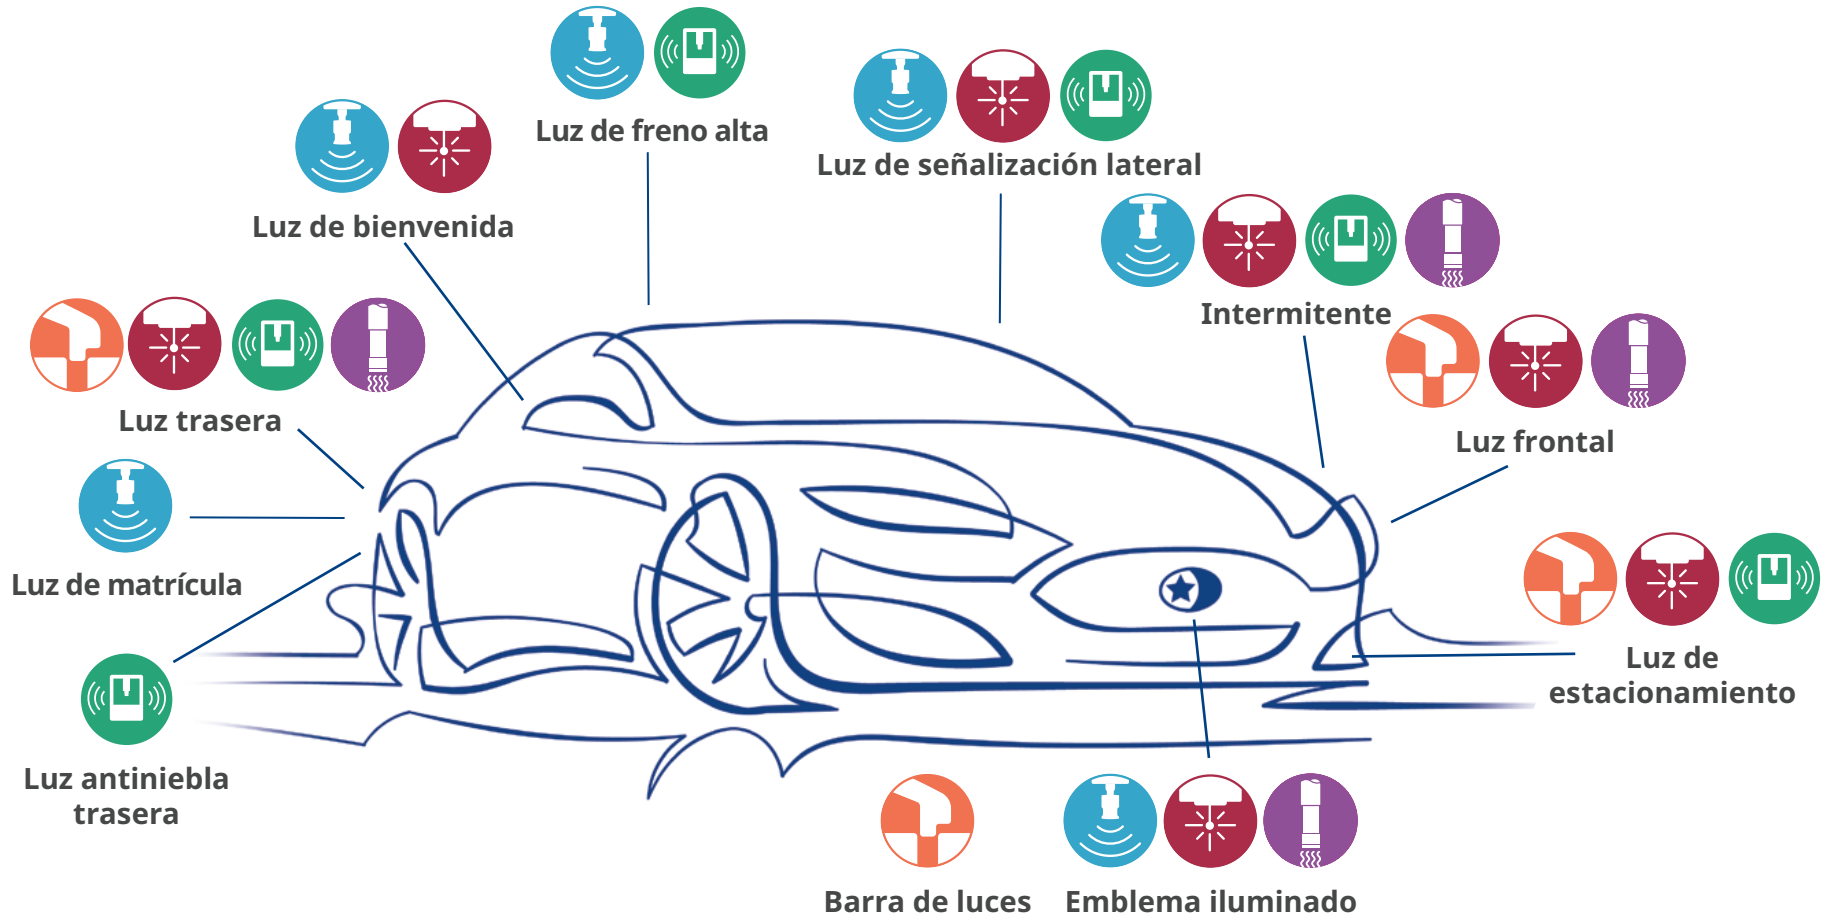 Luz de freno alta
Luz de señalización lateral
Luz de bienvenida
Intermitente
Luz trasera
Luz frontal
Luz de matrícula
Luz de
estacionamiento
Luz antiniebla
trasera
Barra de luces
Emblema iluminado